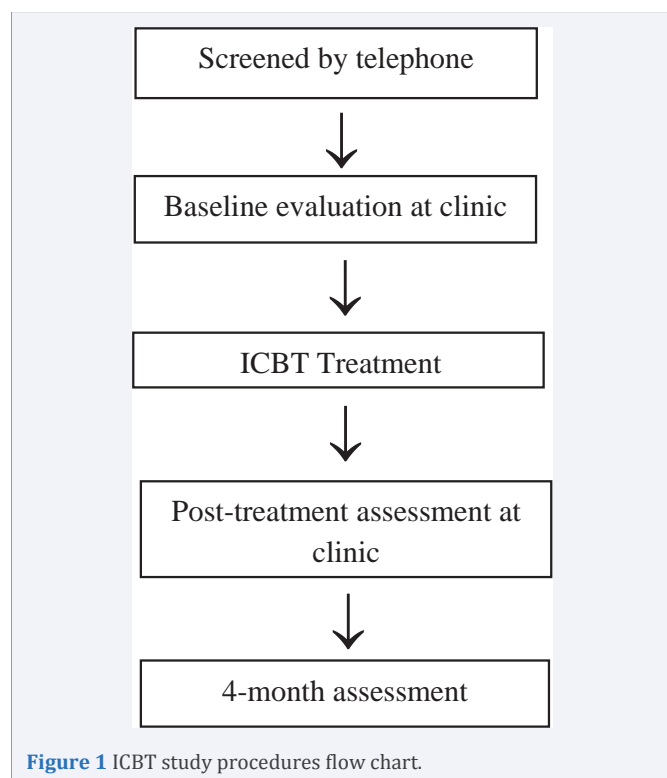 Screened by telephone
Baseline evaluation at clinic
ICBT Treatment
Post-treatment assessment at
clinic
4-month assessment
Figure 1 ICBT study procedures flow chart.